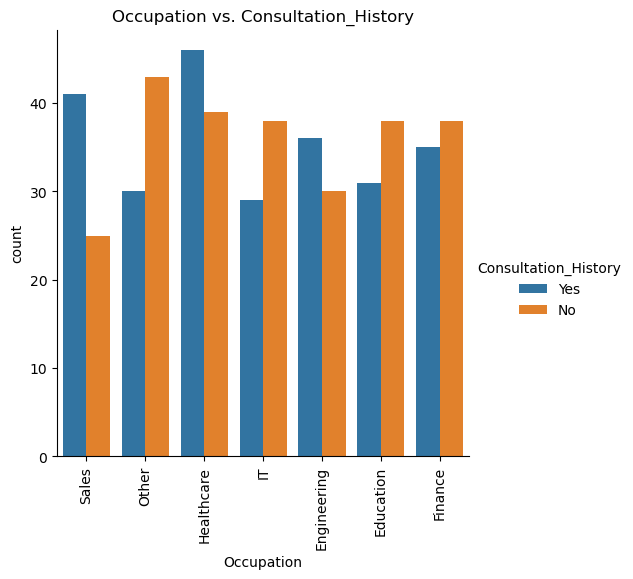 Occupation vs. Consultation_History
count
40
30
20
10
0
Sales
Other
Healthcare
IT
Engineering
Education
Finance
Occupation
Consultation_History
Yes
No